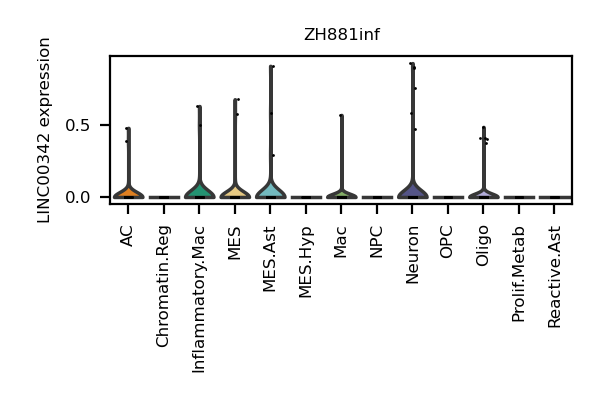 ZH881inf
LINC00342 expression
0.5
0.0
AC
Chromatin.Reg
Inflammatory.Mac
MES
MES.Ast
MES.Hyp
Mac
NPC
Neuron
OPC
Oligo
Prolif.Metab
Reactive.Ast